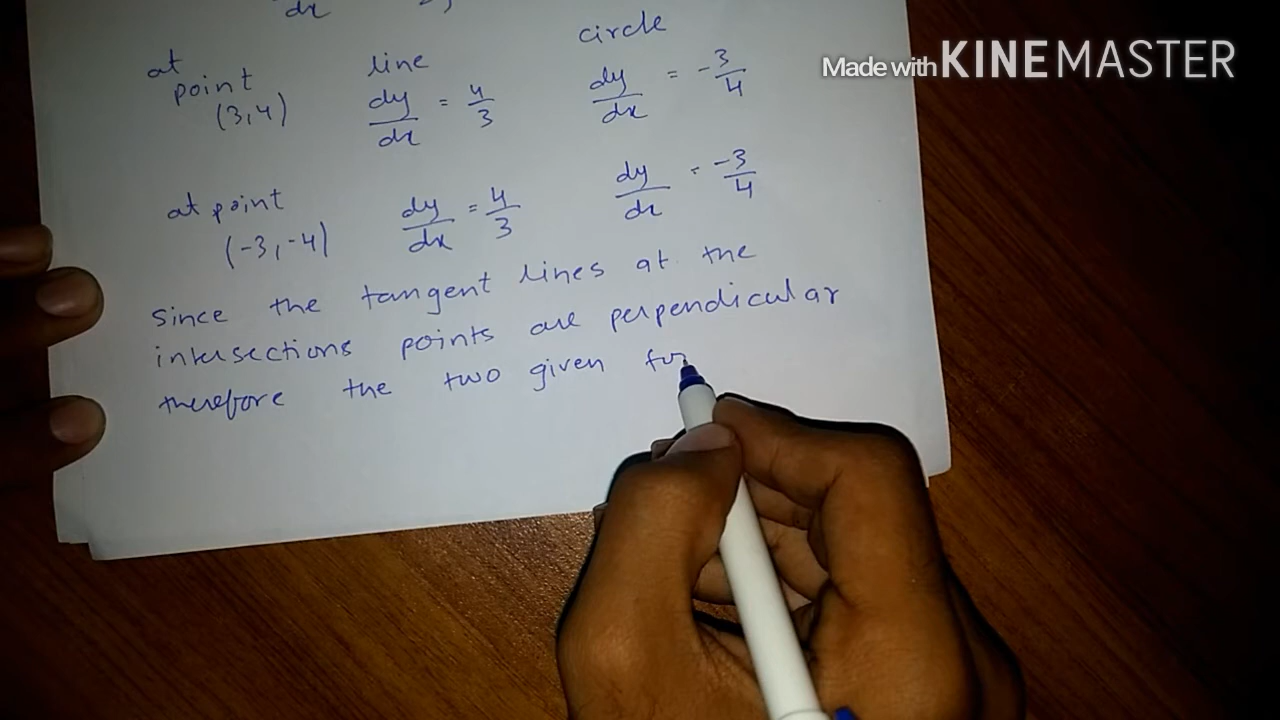 dx
at point (3,4)
line
dy/dx = 4/3
circle
dy/dx = -3/4
at point (-3,-4)
dy/dx = 4/3
dy/dx = -3/4
Since the tangent lines at the
intersections points are perpendicular
therefore the two given
Made with KINEMASTER